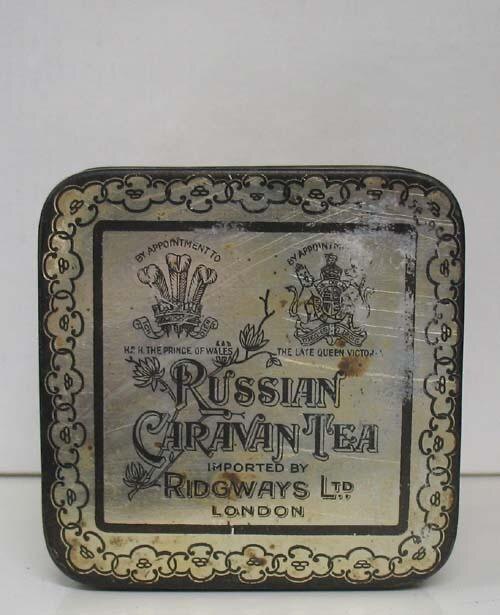 BY APPOINTMENT TO
BY APPOINTM
H.R.H. THE PRINCE OF WALES
THE LATE QUEEN VICTORIA
RUSSIAN
CARAVAN TEA
IMPORTED BY
RIDGWAYS LTD
LONDON